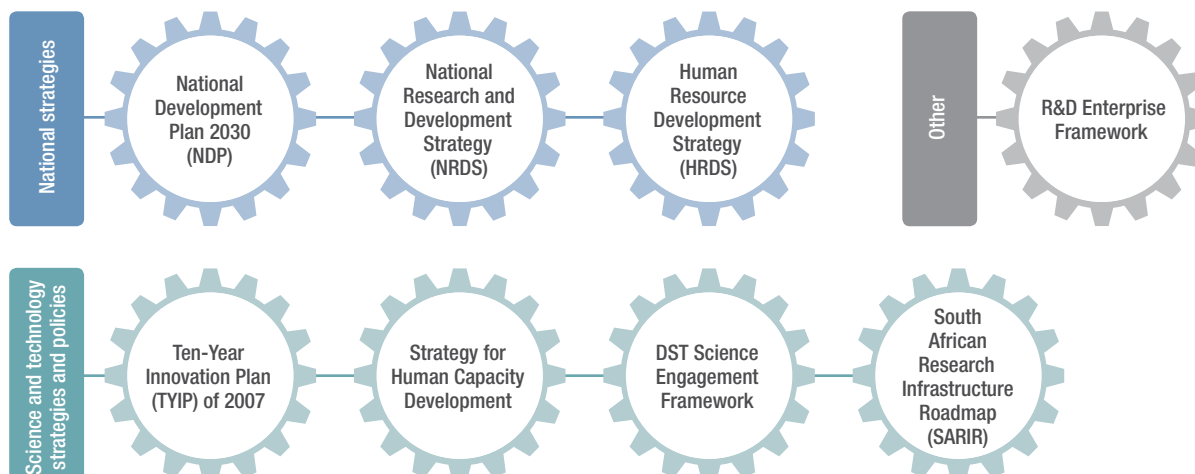 National strategies
National
Development
Plan 2030
(NDP)
National
Research and
Development
Strategy
(NRDS)
Human
Resource
Development
Strategy
(HRDS)
Other
R&D Enterprise
Framework
Science and technology
strategies and policies
Ten-Year
Innovation Plan
(TYIP) of 2007
Strategy for
Human Capacity
Development
DST Science
Engagement
Framework
South
African
Research
Infrastructure
Roadmap
(SARIR)